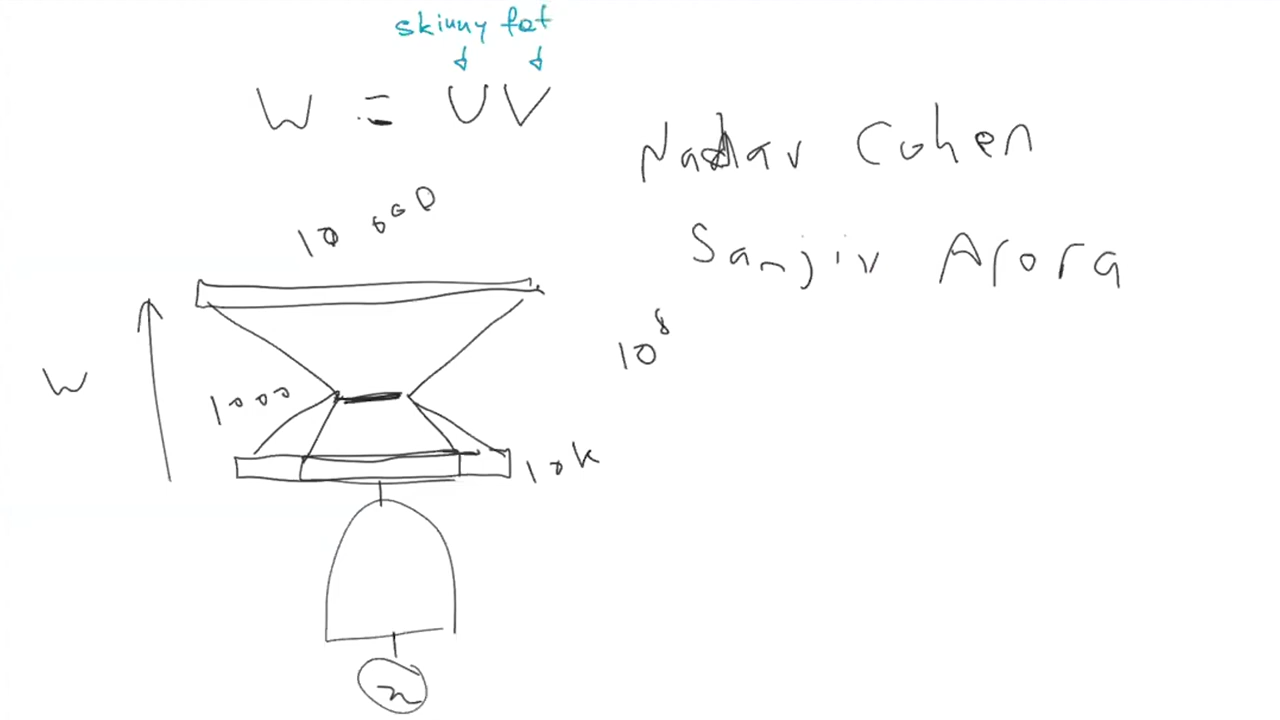 skinny fat
W = UV
Nadav Cohen
10 000
Sanjiv Arora
10⁸
W
1000
10k
x